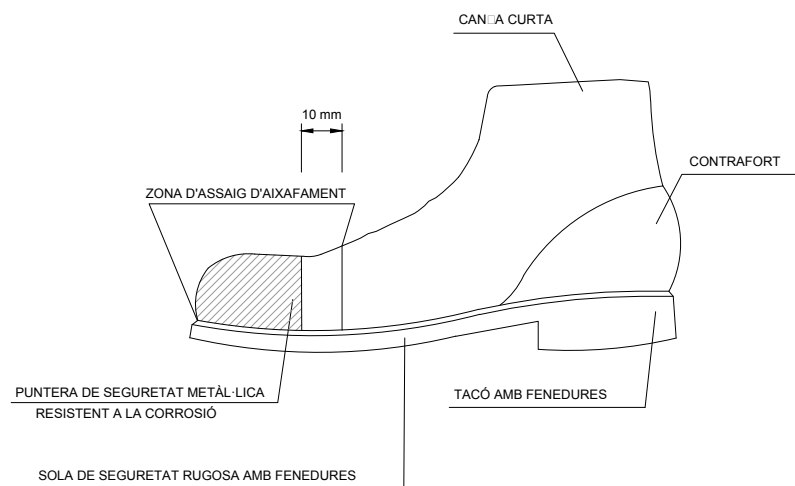 CAN□A CURTA
10 mm
CONTRAFORT
ZONA D'ASSAIG D'AIXAFAMENT
PUNTERA DE SEGURETAT METÀL·LICA
RESISTENT A LA CORROSIÓ
TACÓ AMB FENEDURES
SOLA DE SEGURETAT RUGOSA AMB FENEDURES